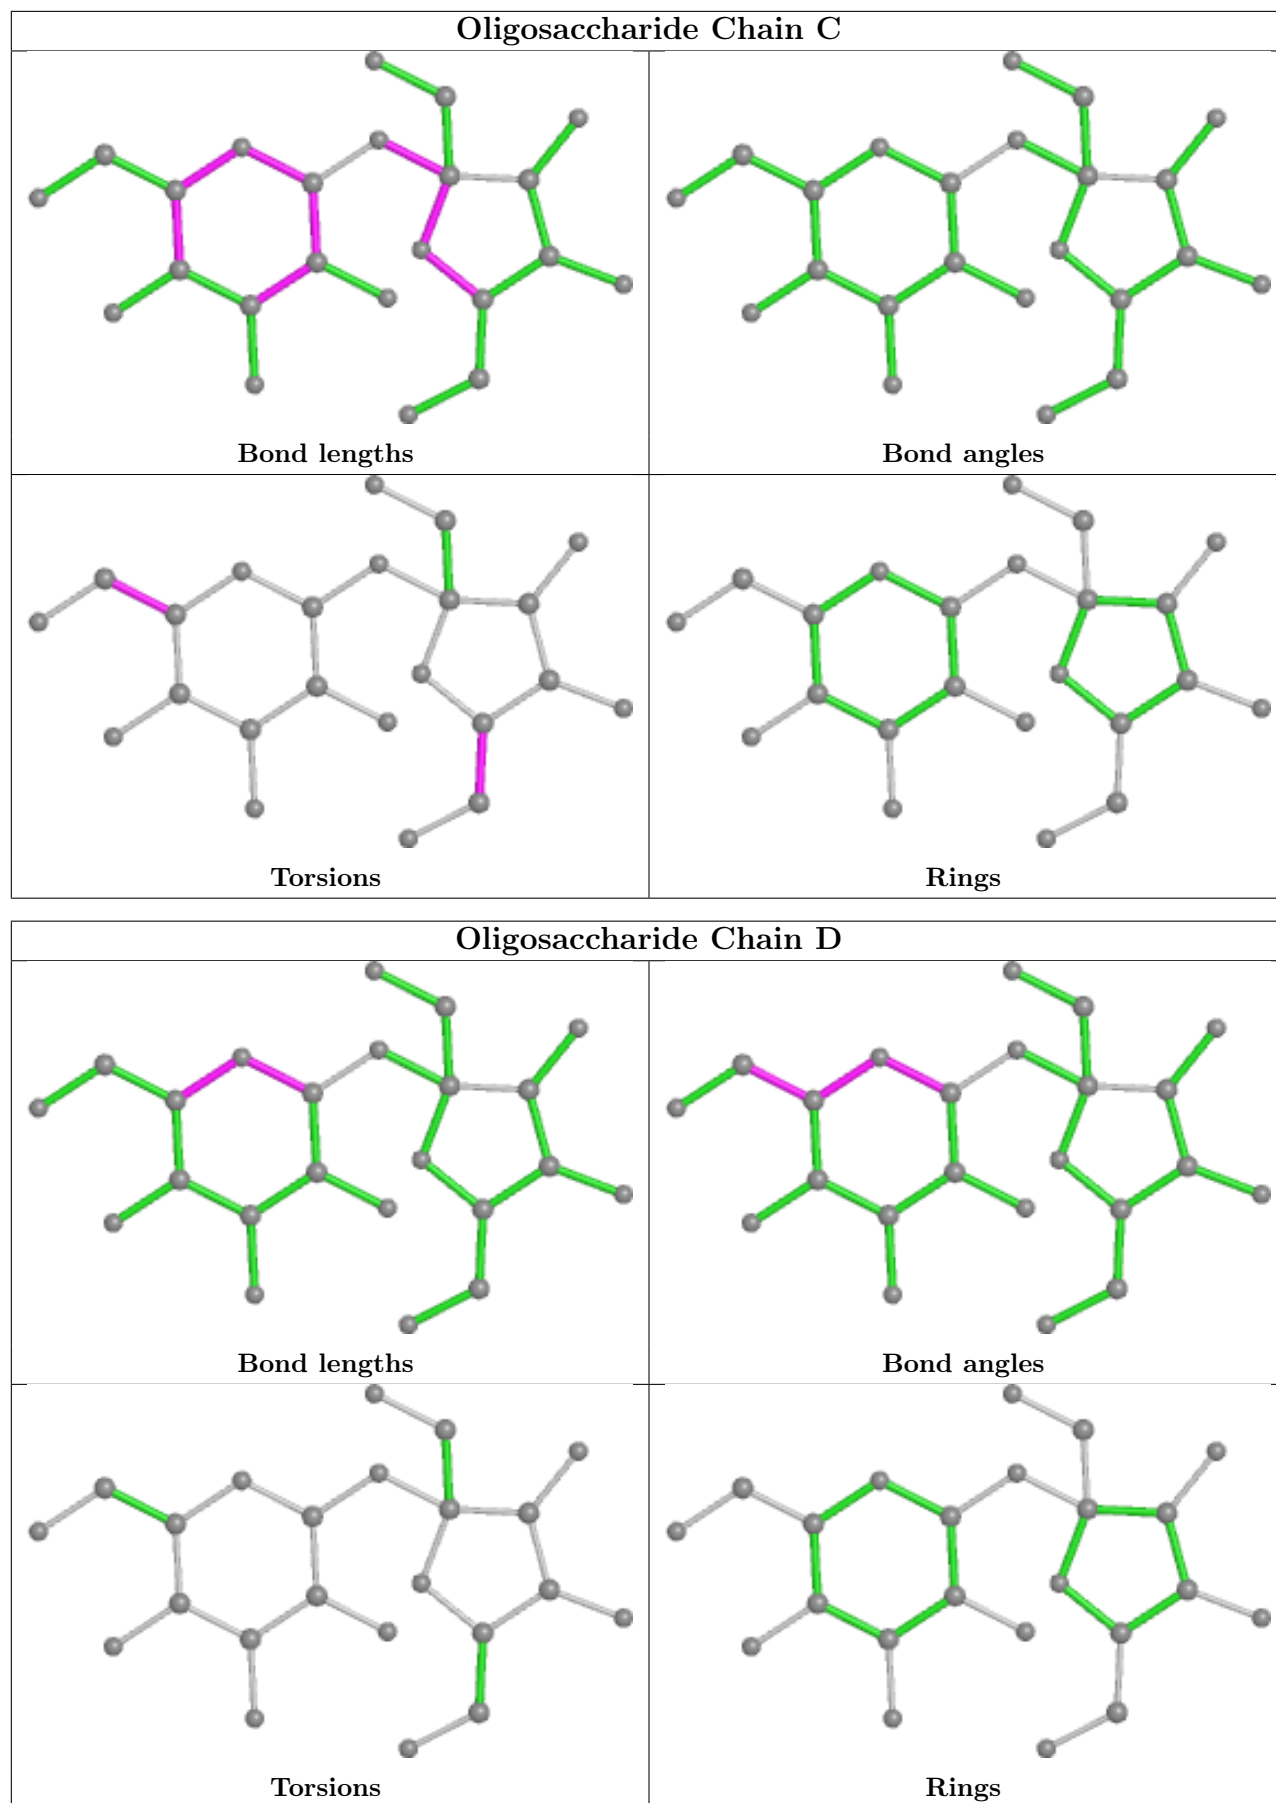 Oligosaccharide Chain C
Bond lengths
Bond angles
Torsions
Rings
Oligosaccharide Chain D
Bond lengths
Bond angles
Torsions
Rings